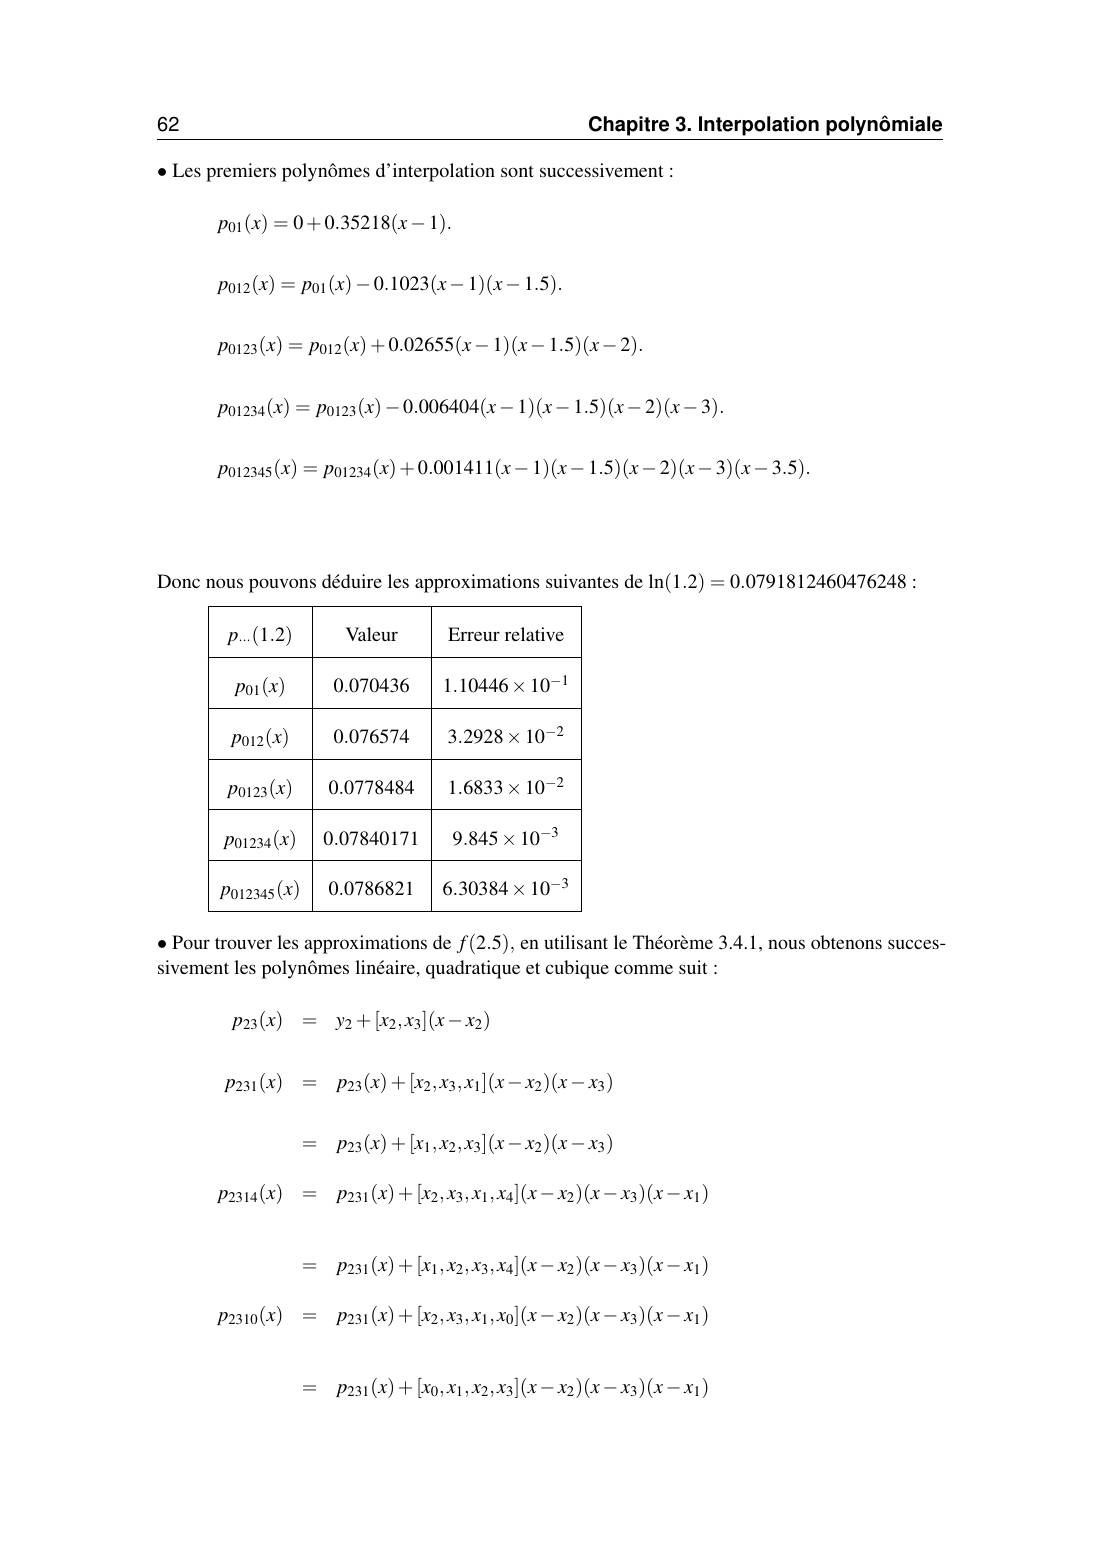 62 Chapitre 3. Interpolation polynômiale
• Les premiers polynômes d'interpolation sont successivement :
p01(x) = 0 + 0.35218(x − 1).
p012(x) = p01(x) − 0.1023(x − 1)(x − 1.5).
p0123(x) = p012(x) + 0.02655(x − 1)(x − 1.5)(x − 2).
p01234(x) = p0123(x) − 0.006404(x − 1)(x − 1.5)(x − 2)(x − 3).
p012345(x) = p01234(x) + 0.001411(x − 1)(x − 1.5)(x − 2)(x − 3)(x − 3.5).
Donc nous pouvons déduire les approximations suivantes de ln(1.2) = 0.0791812460476248 :
p...(1.2) Valeur Erreur relative
p01(x) 0.070436 1.10446 × 10⁻¹
p012(x) 0.076574 3.2928 × 10⁻²
p0123(x) 0.0778484 1.6833 × 10⁻²
p01234(x) 0.07840171 9.845 × 10⁻³
p012345(x) 0.0786821 6.30384 × 10⁻³
• Pour trouver les approximations de f(2.5), en utilisant le Théorème 3.4.1, nous obtenons succes-
sivement les polynômes linéaire, quadratique et cubique comme suit :
p23(x) = y2 + [x2,x3](x − x2)
p231(x) = p23(x) + [x2,x3,x1](x − x2)(x − x3)
= p23(x) + [x1,x2,x3](x − x2)(x − x3)
p2314(x) = p231(x) + [x2,x3,x1,x4](x − x2)(x − x3)(x − x1)
= p231(x) + [x1,x2,x3,x4](x − x2)(x − x3)(x − x1)
p2310(x) = p231(x) + [x2,x3,x1,x0](x − x2)(x − x3)(x − x1)
= p231(x) + [x0,x1,x2,x3](x − x2)(x − x3)(x − x1)